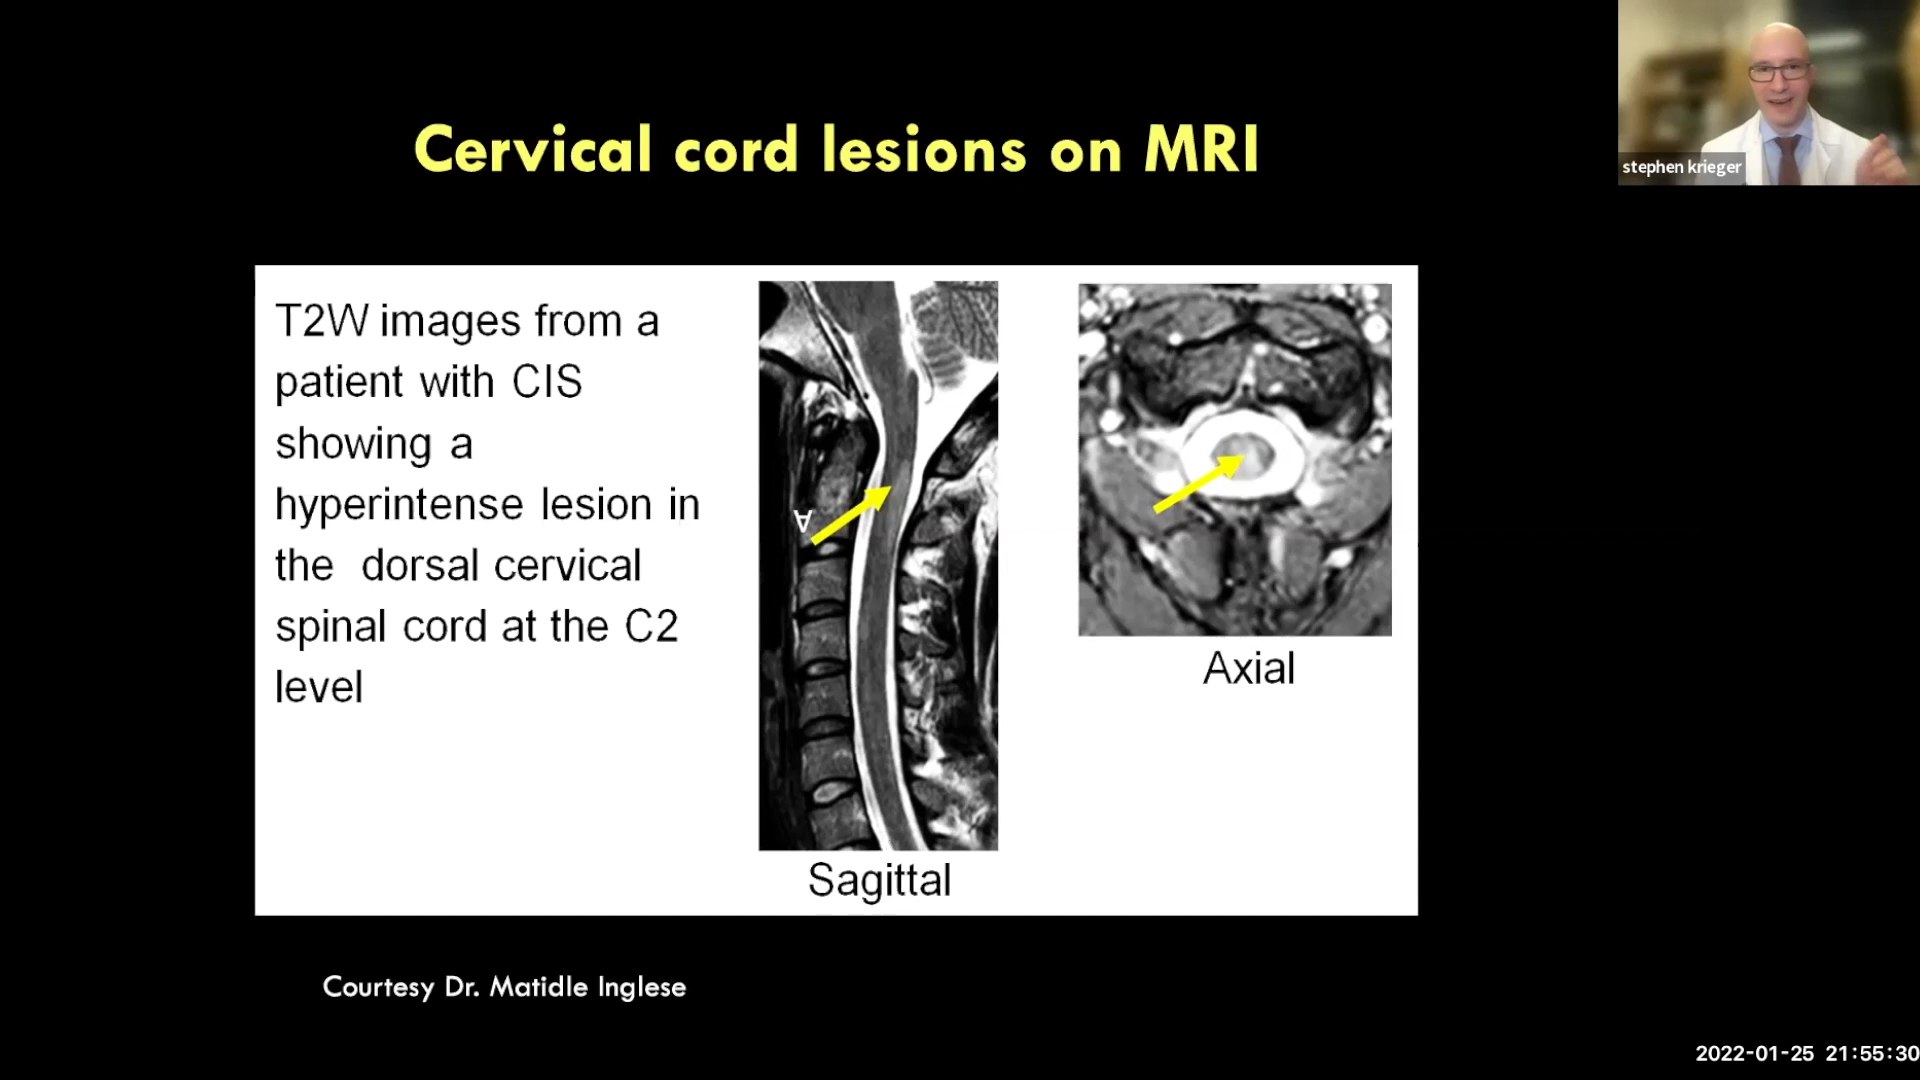 stephen krieger
Cervical cord lesions on MRI
T2W images from a
patient with CIS
showing a
hyperintense lesion in
the dorsal cervical
spinal cord at the C2
level
A
Sagittal
Axial
Courtesy Dr. Matidle Inglese
2022-01-25 21:55:30